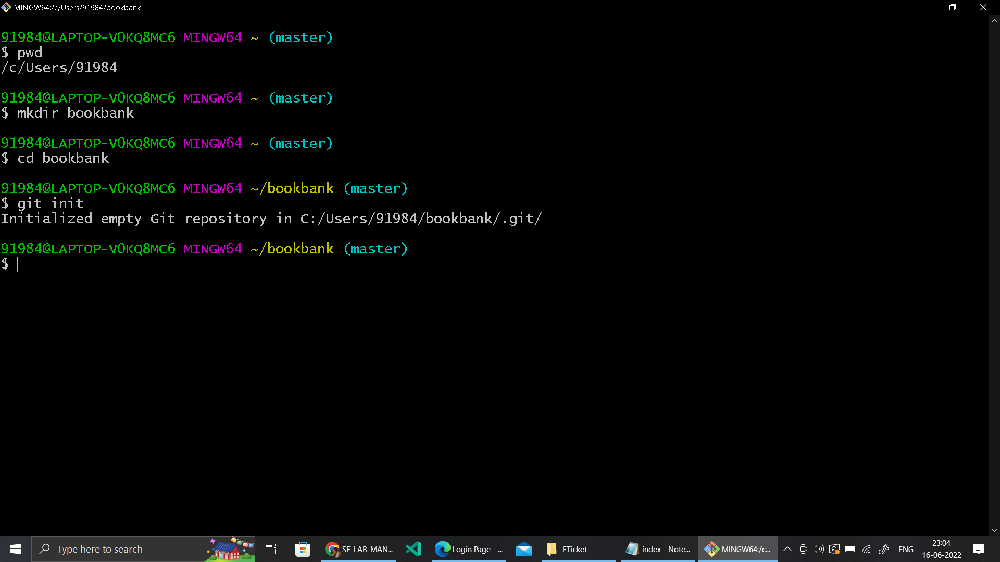 MINGW64:/c/Users/91984/bookbank
91984@LAPTOP-V0KQ8MC6 MINGW64 ~ (master)
$ pwd
/c/Users/91984
91984@LAPTOP-V0KQ8MC6 MINGW64 ~ (master)
$ mkdir bookbank
91984@LAPTOP-V0KQ8MC6 MINGW64 ~ (master)
$ cd bookbank
91984@LAPTOP-V0KQ8MC6 MINGW64 ~/bookbank (master)
$ git init
Initialized empty Git repository in C:/Users/91984/bookbank/.git/
91984@LAPTOP-V0KQ8MC6 MINGW64 ~/bookbank (master)
$
Type here to search
SE-LAB-MAN...
Login Page - ...
ETicket
index - Note...
MINGW64:/c...
ENG
23:04
16-06-2022